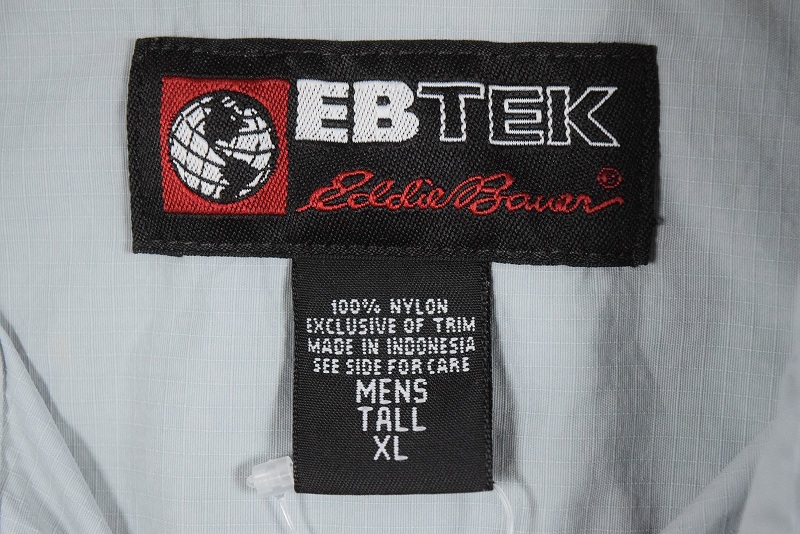 EBTEK
Eddie Bauer®
100% NYLON
EXCLUSIVE OF TRIM
MADE IN INDONESIA
SEE SIDE FOR CARE
MENS
TALL
XL